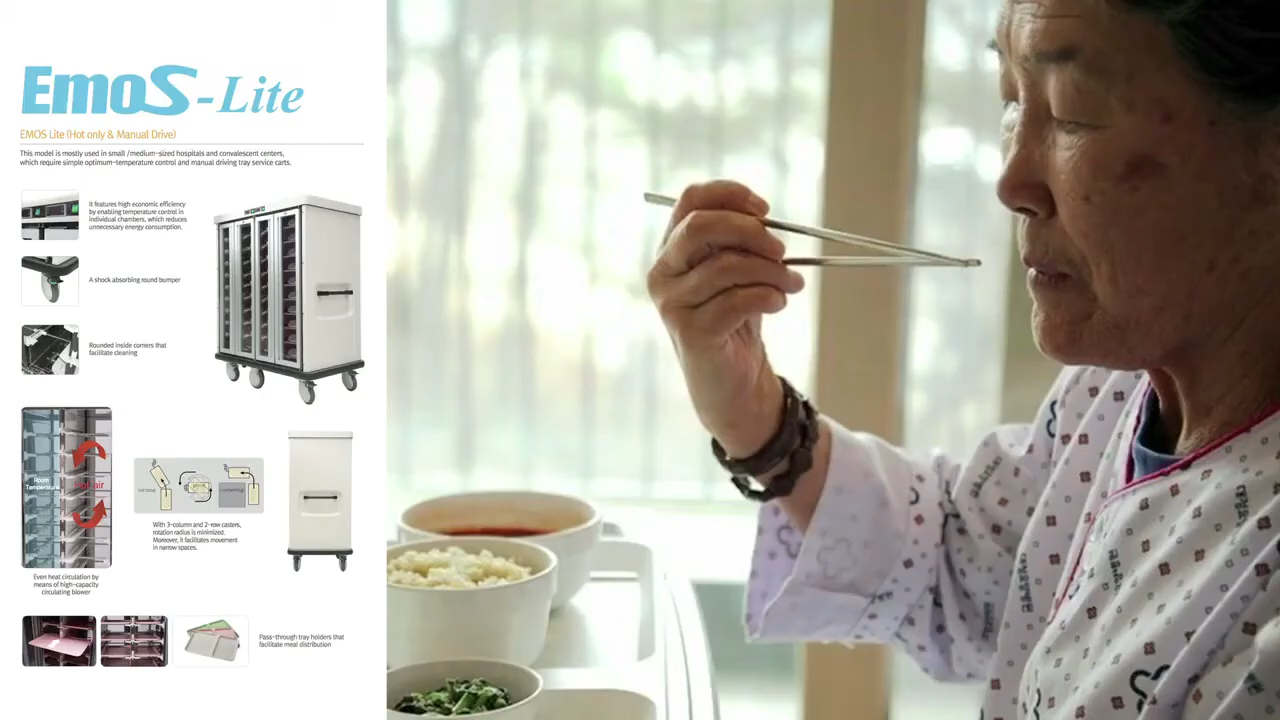 EmoS-Lite
EMOS Lite (Hot only & Manual Drive)
This model is mostly used in small /medium-sized hospitals and convalescent centers,
which require simple optimum-temperature control and manual driving tray service carts.
It features high economic efficiency
by enabling temperature control in
individual chambers, which reduces
unnecessary energy consumption.
A shock absorbing round bumper
Rounded inside corners that
facilitate cleaning
Room
Temperature
Hot air
With 3-column and 2-row casters,
rotation radius is minimized.
Moreover, it facilitates movement
in narrow spaces.
Even heat circulation by
means of high-capacity
circulating blower
Pass-through tray holders that
facilitate meal distribution